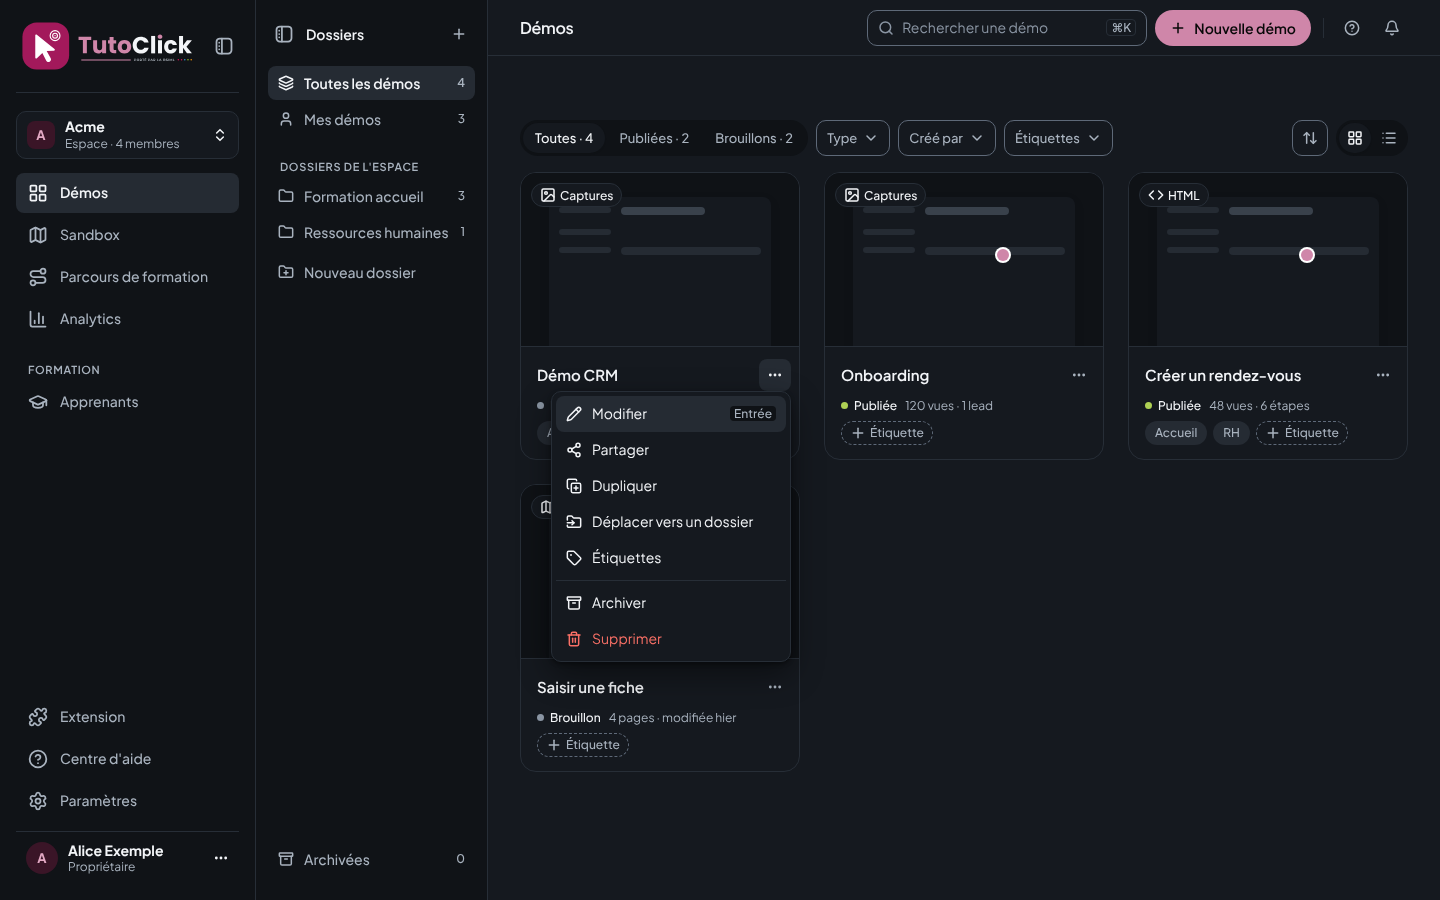 TutoClick
Acme
Espace · 4 membres
A
Démos
Sandbox
Parcours de formation
Analytics
FORMATION
Apprenants
Extension
Centre d'aide
Paramètres
A
Alice Exemple
Propriétaire
Dossiers
Toutes les démos 4
Mes démos 3
DOSSIERS DE L'ESPACE
Formation accueil 3
Ressources humaines 1
Nouveau dossier
Archivées 0
Démos
Rechercher une démo ⌘K
Nouvelle démo
Toutes · 4 Publiées · 2 Brouillons · 2 Type Créé par Étiquettes
Captures
Démo CRM
Modifier Entrée
Partager
Dupliquer
Déplacer vers un dossier
Étiquettes
Archiver
Supprimer
Captures
Onboarding
Publiée 120 vues · 1 lead
Étiquette
HTML
Créer un rendez-vous
Publiée 48 vues · 6 étapes
Accueil RH Étiquette
Saisir une fiche
Brouillon 4 pages · modifiée hier
Étiquette